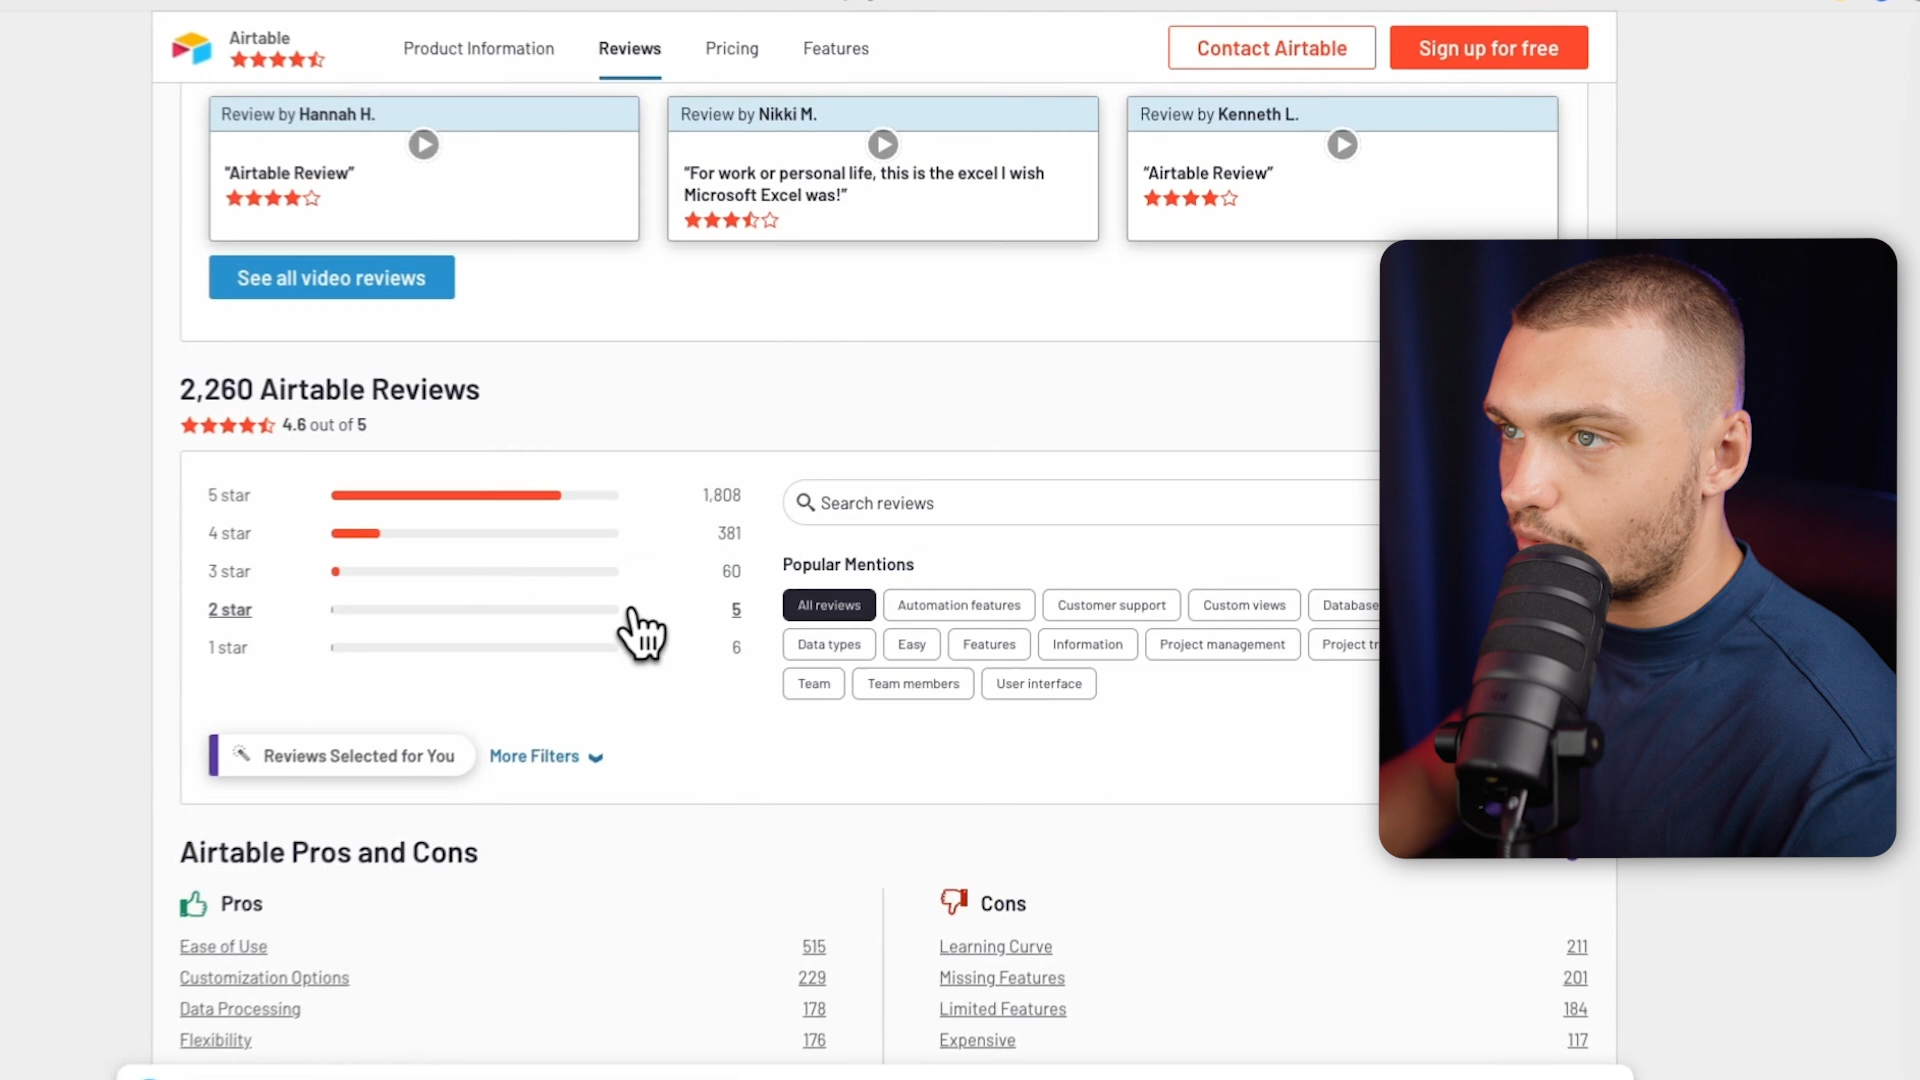 Airtable
Product Information
Reviews
Pricing
Features
Contact Airtable
Sign up for free
Review by Hannah H.
"Airtable Review"
Review by Nikki M.
"For work or personal life, this is the excel I wish
Microsoft Excel was!"
Review by Kenneth L.
"Airtable Review"
See all video reviews
2,260 Airtable Reviews
4.6 out of 5
5 star 1,808
4 star 381
3 star 60
2 star 5
1 star 6
Search reviews
Popular Mentions
All reviews
Automation features
Customer support
Custom views
Database
Data types
Easy
Features
Information
Project management
Project
Team
Team members
User interface
Reviews Selected for You
More Filters
Airtable Pros and Cons
Pros
Ease of Use 515
Customization Options 229
Data Processing 178
Flexibility 176
Cons
Learning Curve 211
Missing Features 201
Limited Features 184
Expensive 117